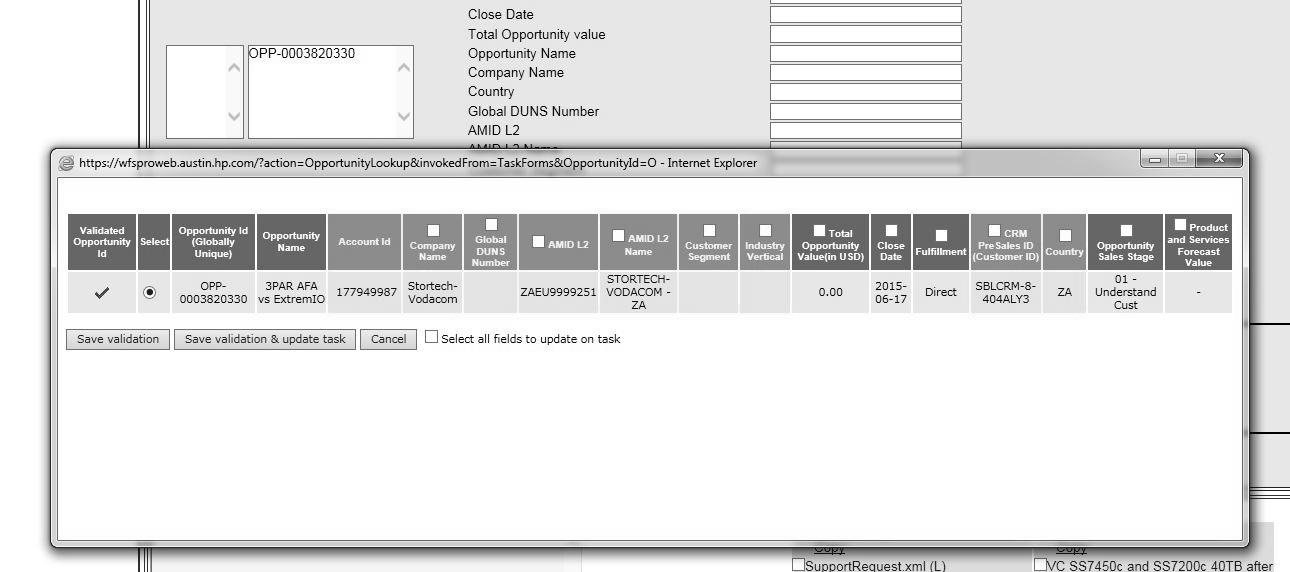 Close Date
Total Opportunity value
OPP-0003820330
Opportunity Name
Company Name
Country
Global DUNS Number
AMID L2
https://wfsproweb.austin.hp.com/?action=OpportunityLookup&invokedFrom=TaskForms&OpportunityId=O - Internet Explorer
Validated
Opportunity
Id
Select
Opportunity Id
(Globally
Unique)
Opportunity
Name
Account Id
Company
Name
Global
DUNS
Number
AMID L2
AMID L2
Name
Customer
Segment
Industry
Vertical
Total
Opportunity
Value(in USD)
Close
Date
Fulfillment
CRM
PreSales ID
(Customer ID)
Country
Opportunity
Sales Stage
Product
and Services
Forecast
Value
OPP-
0003820330
3PAR AFA
vs ExtremIO
177949987
Stortech-
Vodacom
ZAEU9999251
STORTECH-
VODACOM -
ZA
0.00
2015-
06-17
Direct
SBLCRM-8-
404ALY3
ZA
01 -
Understand
Cust
-
Save validation
Save validation & update task
Cancel
Select all fields to update on task
Copy
Copy
SupportRequest.xml (L)
VC SS7450c and SS7200c 40TB after